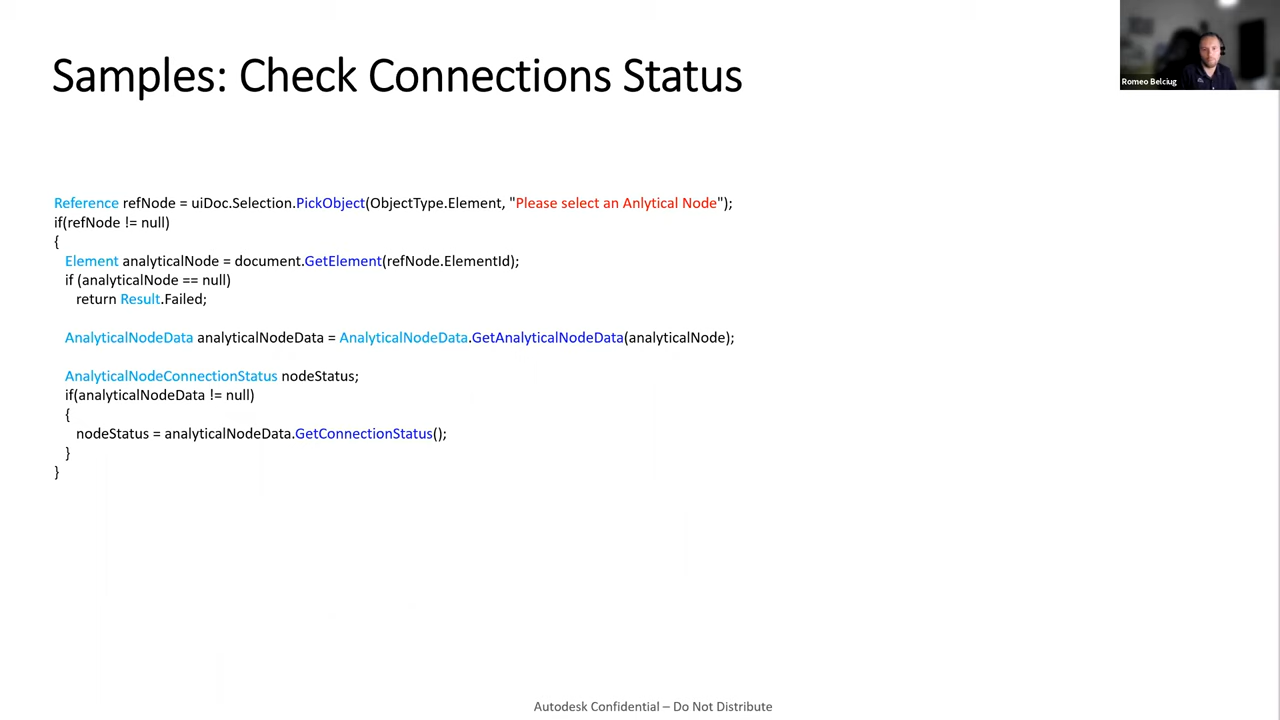 Samples: Check Connections Status
Romeo Belciug
Reference refNode = uiDoc.Selection.PickObject(ObjectType.Element, "Please select an Anlytical Node");
if(refNode != null)
{
Element analyticalNode = document.GetElement(refNode.ElementId);
if (analyticalNode == null)
return Result.Failed;
AnalyticalNodeData analyticalNodeData = AnalyticalNodeData.GetAnalyticalNodeData(analyticalNode);
AnalyticalNodeConnectionStatus nodeStatus;
if(analyticalNodeData != null)
{
nodeStatus = analyticalNodeData.GetConnectionStatus();
}
}
Autodesk Confidential – Do Not Distribute